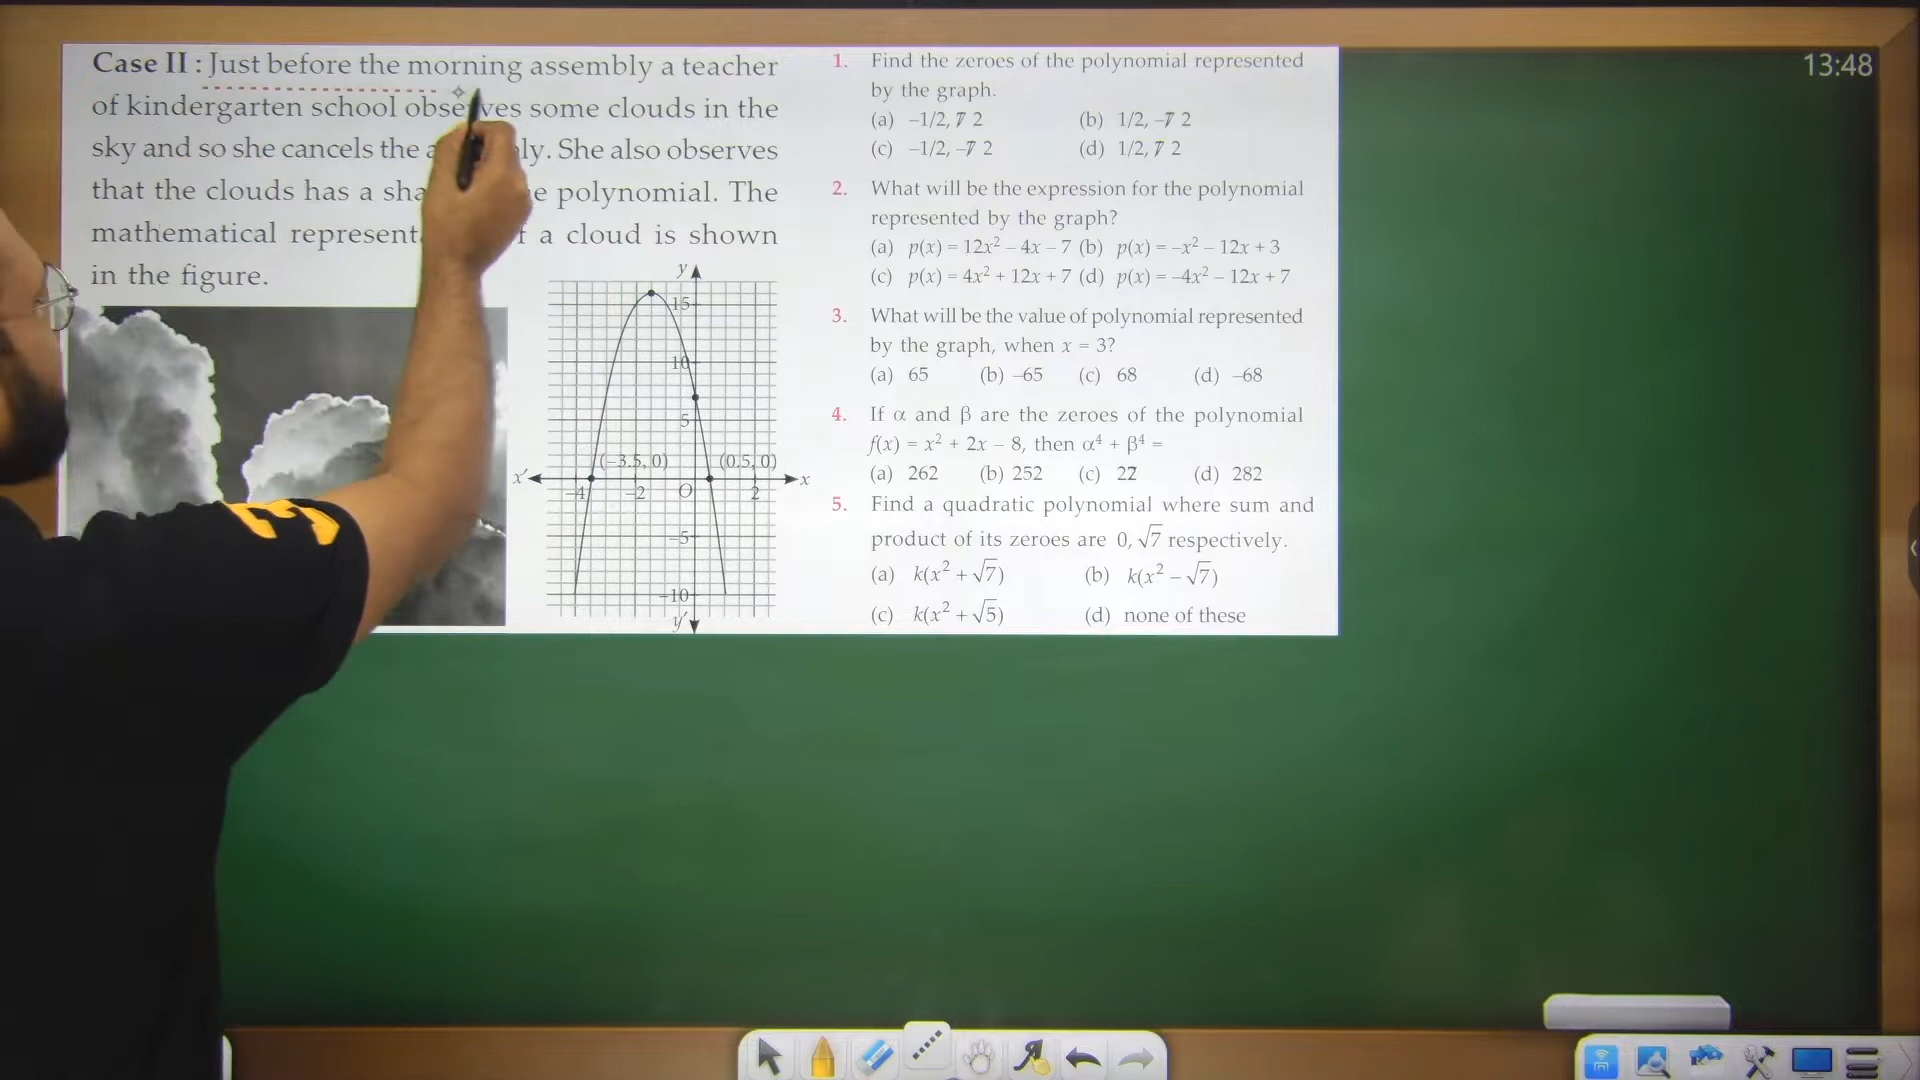 Case II : Just before the morning assembly a teacher
of kindergarten school observes some clouds in the
sky and so she cancels the ly. She also observes
that the clouds has a polynomial. The
mathematical a cloud is shown
in the figure.
y
15
10
5
(−3.5, 0) (0.5, 0)
x′ x
−4 −2 O 2
−5
−10
y′
1. Find the zeroes of the polynomial represented
by the graph.
(a) −1/2, 7 2 (b) 1/2, −7 2
(c) −1/2, −7 2 (d) 1/2, 7 2
2. What will be the expression for the polynomial
represented by the graph?
(a) p(x) = 12x² − 4x − 7 (b) p(x) = −x² − 12x + 3
(c) p(x) = 4x² + 12x + 7 (d) p(x) = −4x² − 12x + 7
3. What will be the value of polynomial represented
by the graph, when x = 3?
(a) 65 (b) −65 (c) 68 (d) −68
4. If α and β are the zeroes of the polynomial
f(x) = x² + 2x − 8, then α⁴ + β⁴ =
(a) 262 (b) 252 (c) 22 (d) 282
5. Find a quadratic polynomial where sum and
product of its zeroes are 0, √7 respectively.
(a) k(x² + √7) (b) k(x² − √7)
(c) k(x² + √5) (d) none of these
13:48